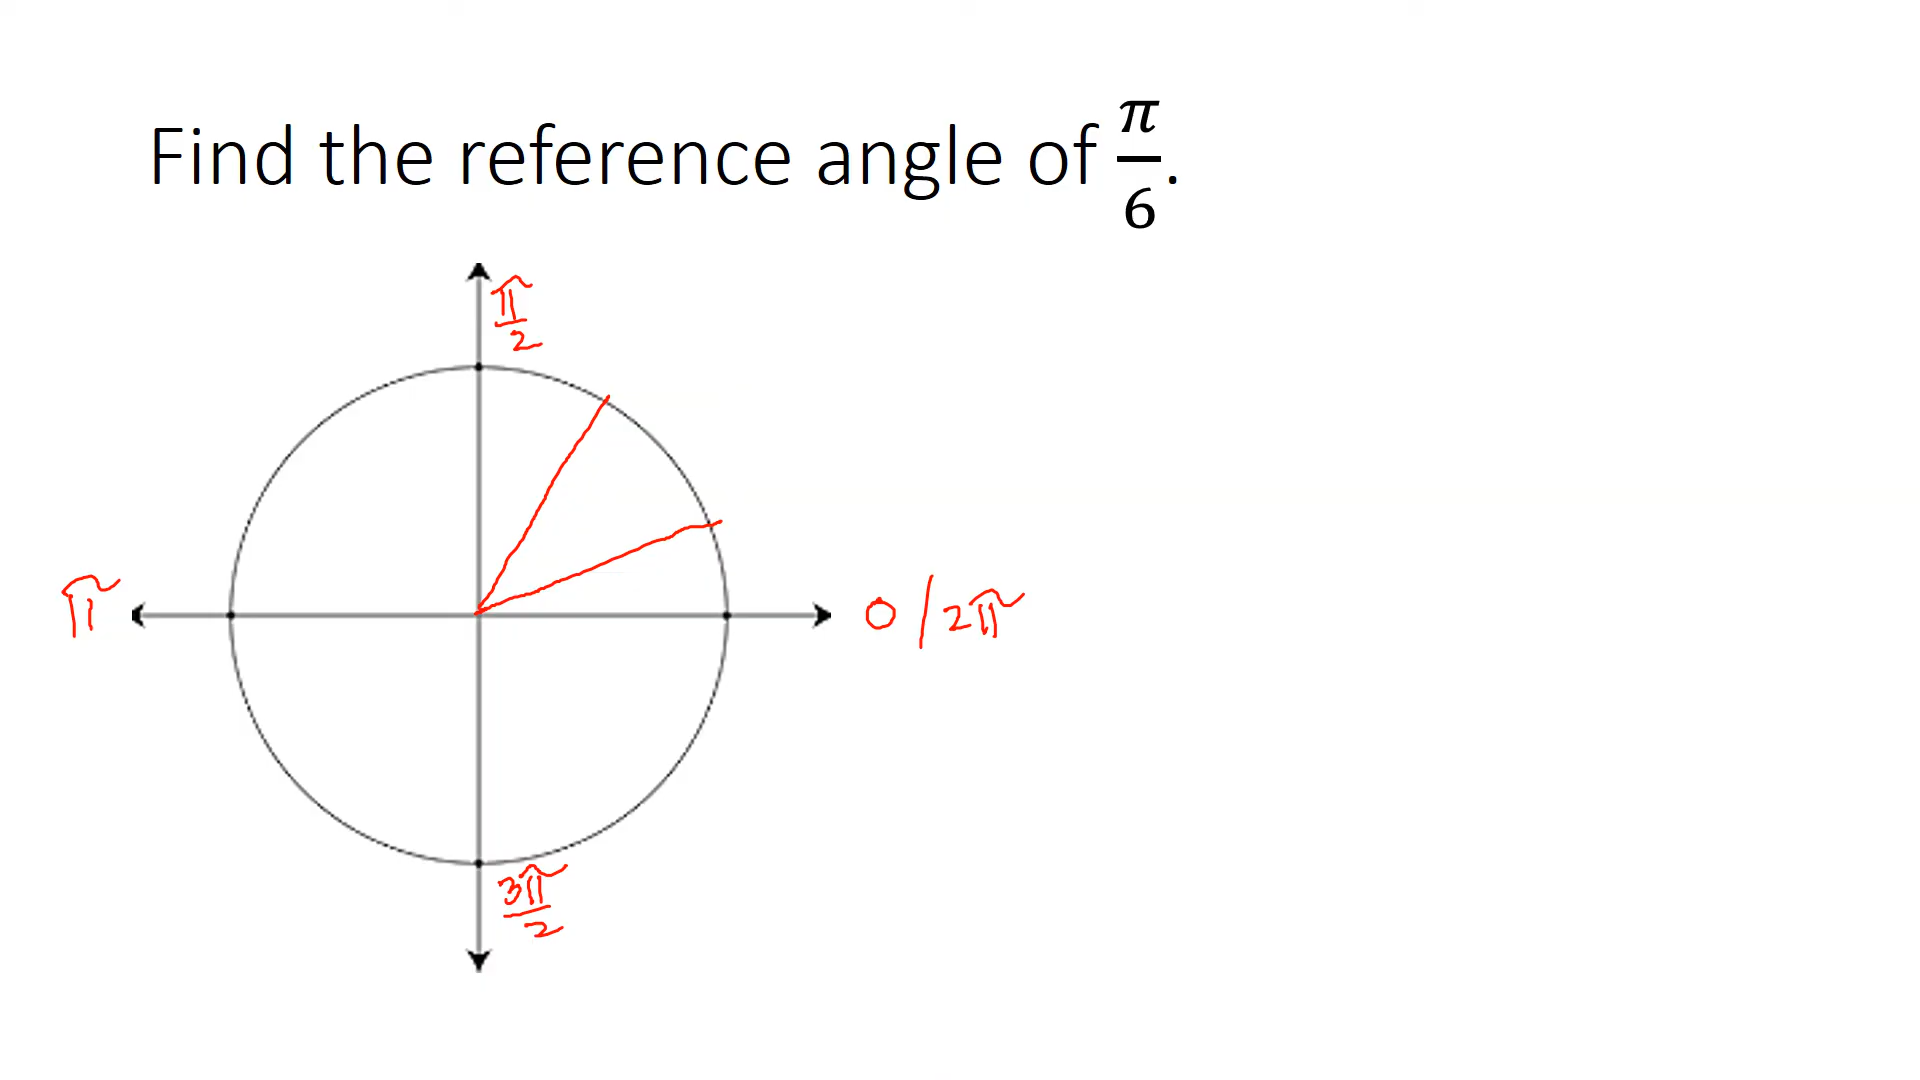 Find the reference angle of π/6.
π/2
π
0/2π
3π/2